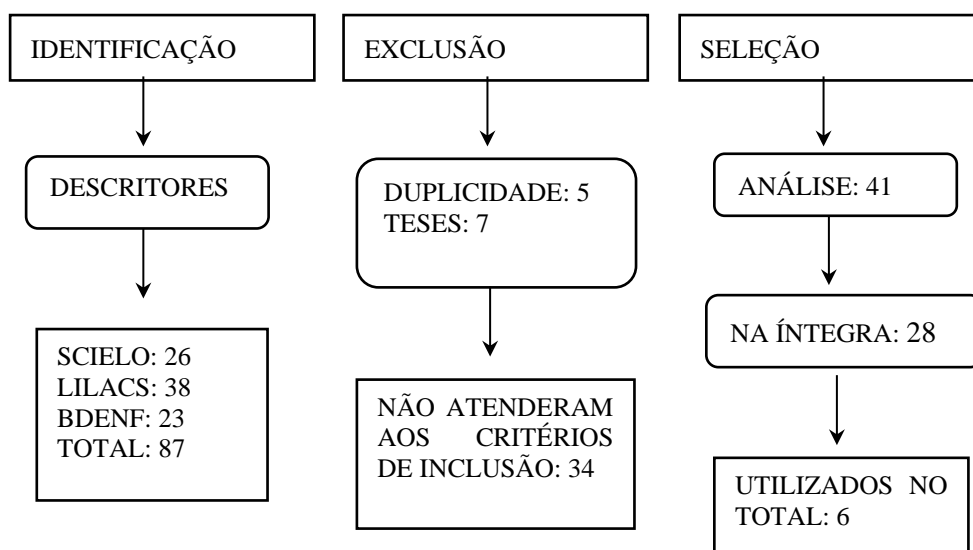 IDENTIFICAÇÃO
DESCRITORES
SCIELO: 26
LILACS: 38
BDENF: 23
TOTAL: 87
EXCLUSÃO
DUPLICIDADE: 5
TESES: 7
NÃO ATENDERAM
AOS CRITÉRIOS
DE INCLUSÃO: 34
SELEÇÃO
ANÁLISE: 41
NA ÍNTEGRA: 28
UTILIZADOS NO
TOTAL: 6